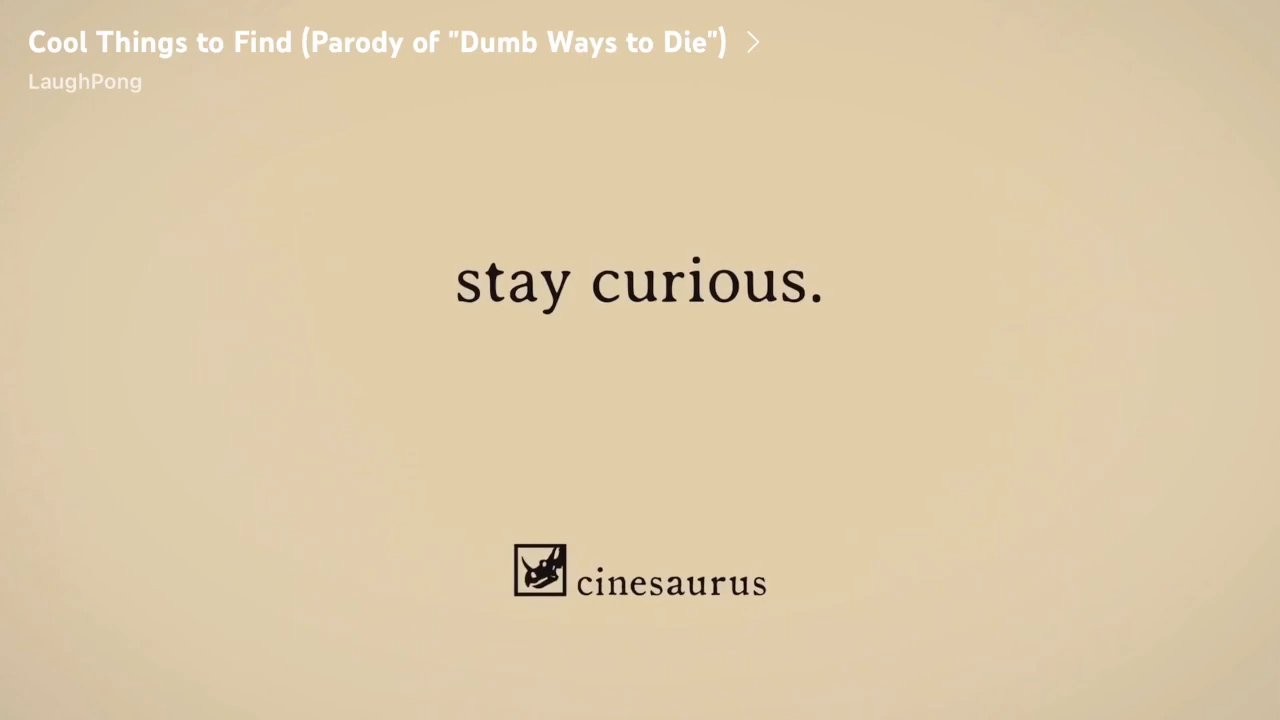 Cool Things to Find (Parody of "Dumb Ways to Die")
LaughPong
stay curious.
cinesaurus